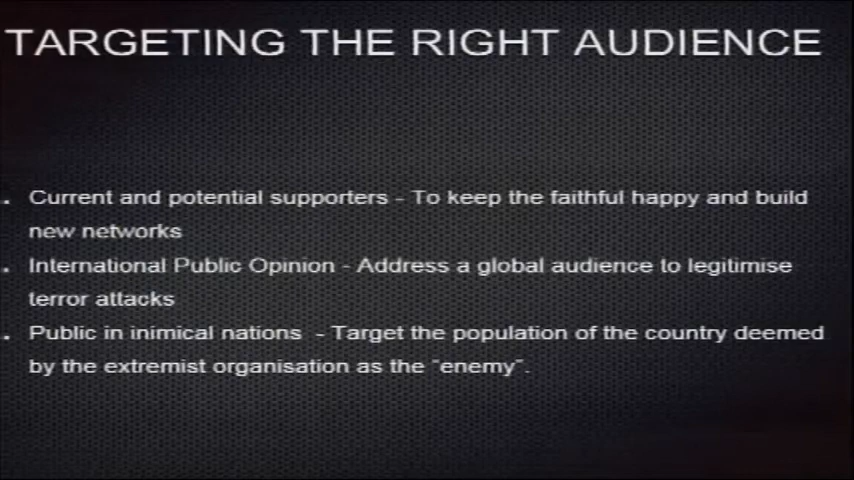 TARGETING THE RIGHT AUDIENCE
. Current and potential supporters - To keep the faithful happy and build
new networks
. International Public Opinion - Address a global audience to legitimise
terror attacks
. Public in inimical nations - Target the population of the country deemed
by the extremist organisation as the "enemy".